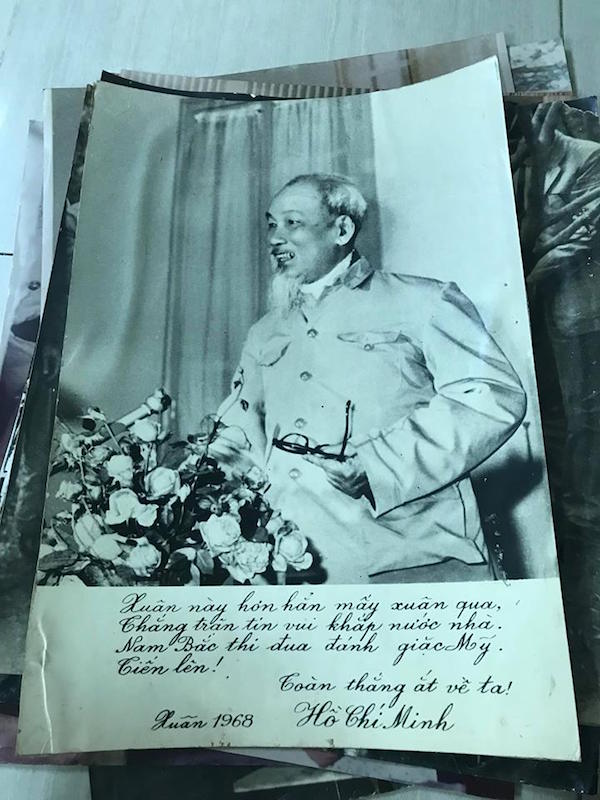 Xuân này hơn hẳn mấy xuân qua,
Thắng trận tin vui khắp nước nhà.
Nam Bắc thi đua đánh giặc Mỹ.
Tiến lên!
Toàn thắng ắt về ta!
Xuân 1968 Hồ Chí Minh